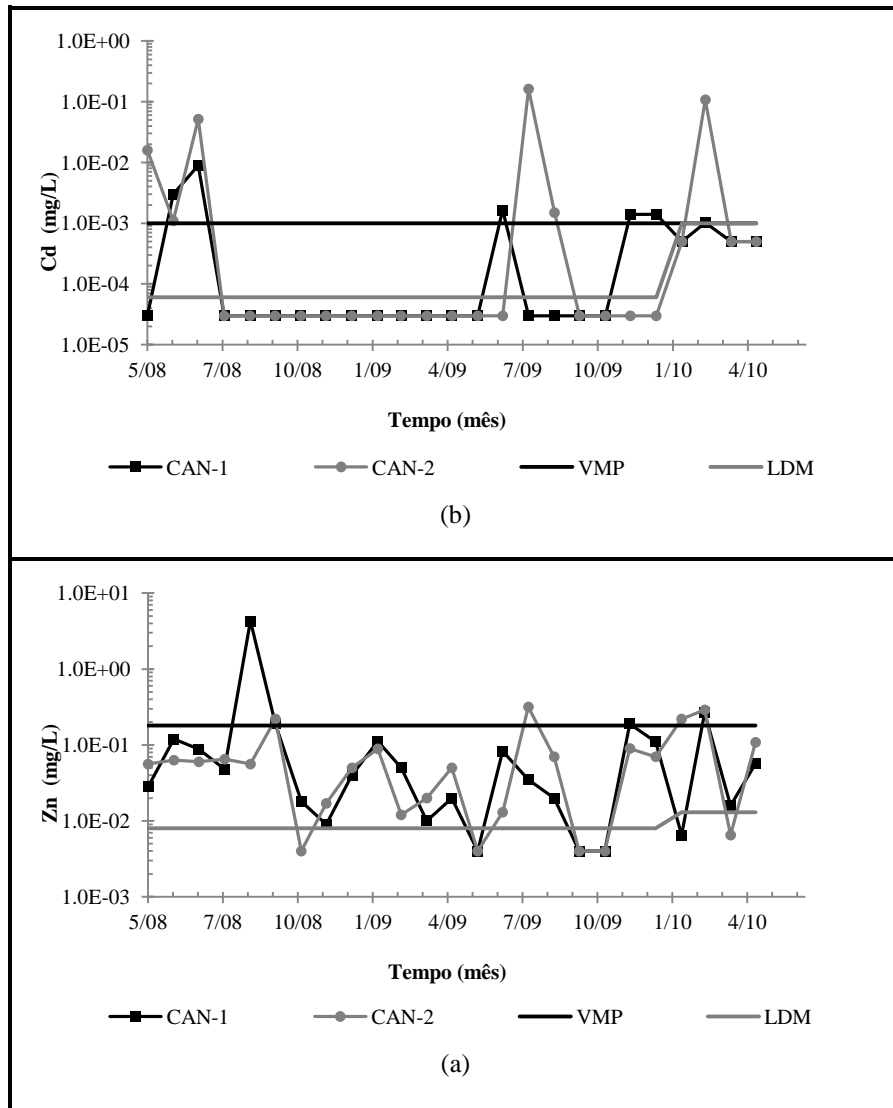 1.0E+00
1.0E-01
1.0E-02
1.0E-03
1.0E-04
1.0E-05
Cd (mg/L)
5/08 7/08 10/08 1/09 4/09 7/09 10/09 1/10 4/10
Tempo (mês)
CAN-1 CAN-2 VMP LDM
(b)
1.0E+01
1.0E+00
1.0E-01
1.0E-02
1.0E-03
Zn (mg/L)
5/08 7/08 10/08 1/09 4/09 7/09 10/09 1/10 4/10
Tempo (mês)
CAN-1 CAN-2 VMP LDM
(a)